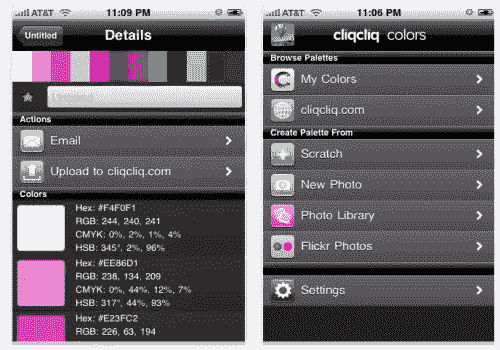 AT&T 11:09 PM
Untitled Details
Actions
Email
Upload to cliqcliq.com
Colors
Hex: #F4F0F1
RGB: 244, 240, 241
CMYK: 0%, 2%, 1%, 4%
HSB: 345°, 2%, 96%
Hex: #EE86D1
RGB: 238, 134, 209
CMYK: 0%, 44%, 12%, 7%
HSB: 317°, 44%, 93%
Hex: #E23FC2
RGB: 226, 63, 194
AT&T 11:06 PM
cliqcliq colors
Browse Palettes
My Colors
cliqcliq.com
Create Palette From
Scratch
New Photo
Photo Library
Flickr Photos
Settings